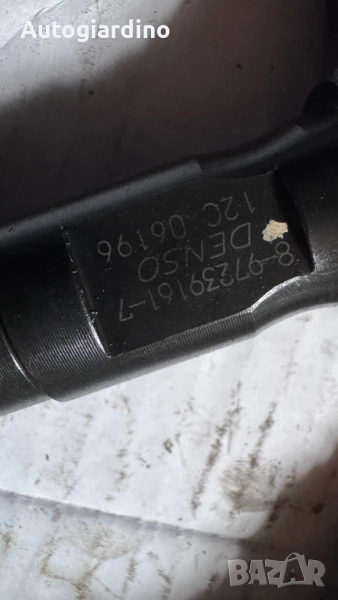 Autogiardino
8-97239161-7
DENSO
12C 06196
BAZAR